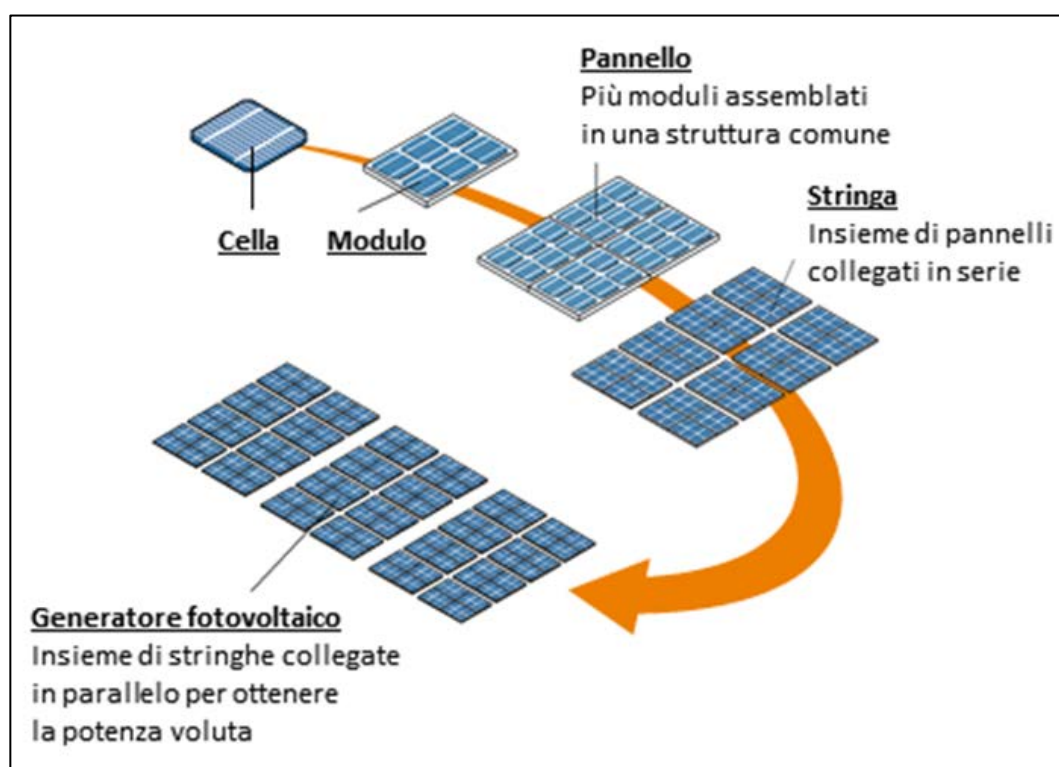 Pannello
Più moduli assemblati
in una struttura comune
Stringa
Insieme di pannelli
collegati in serie
Cella
Modulo
Generatore fotovoltaico
Insieme di stringhe collegate
in parallelo per ottenere
la potenza voluta